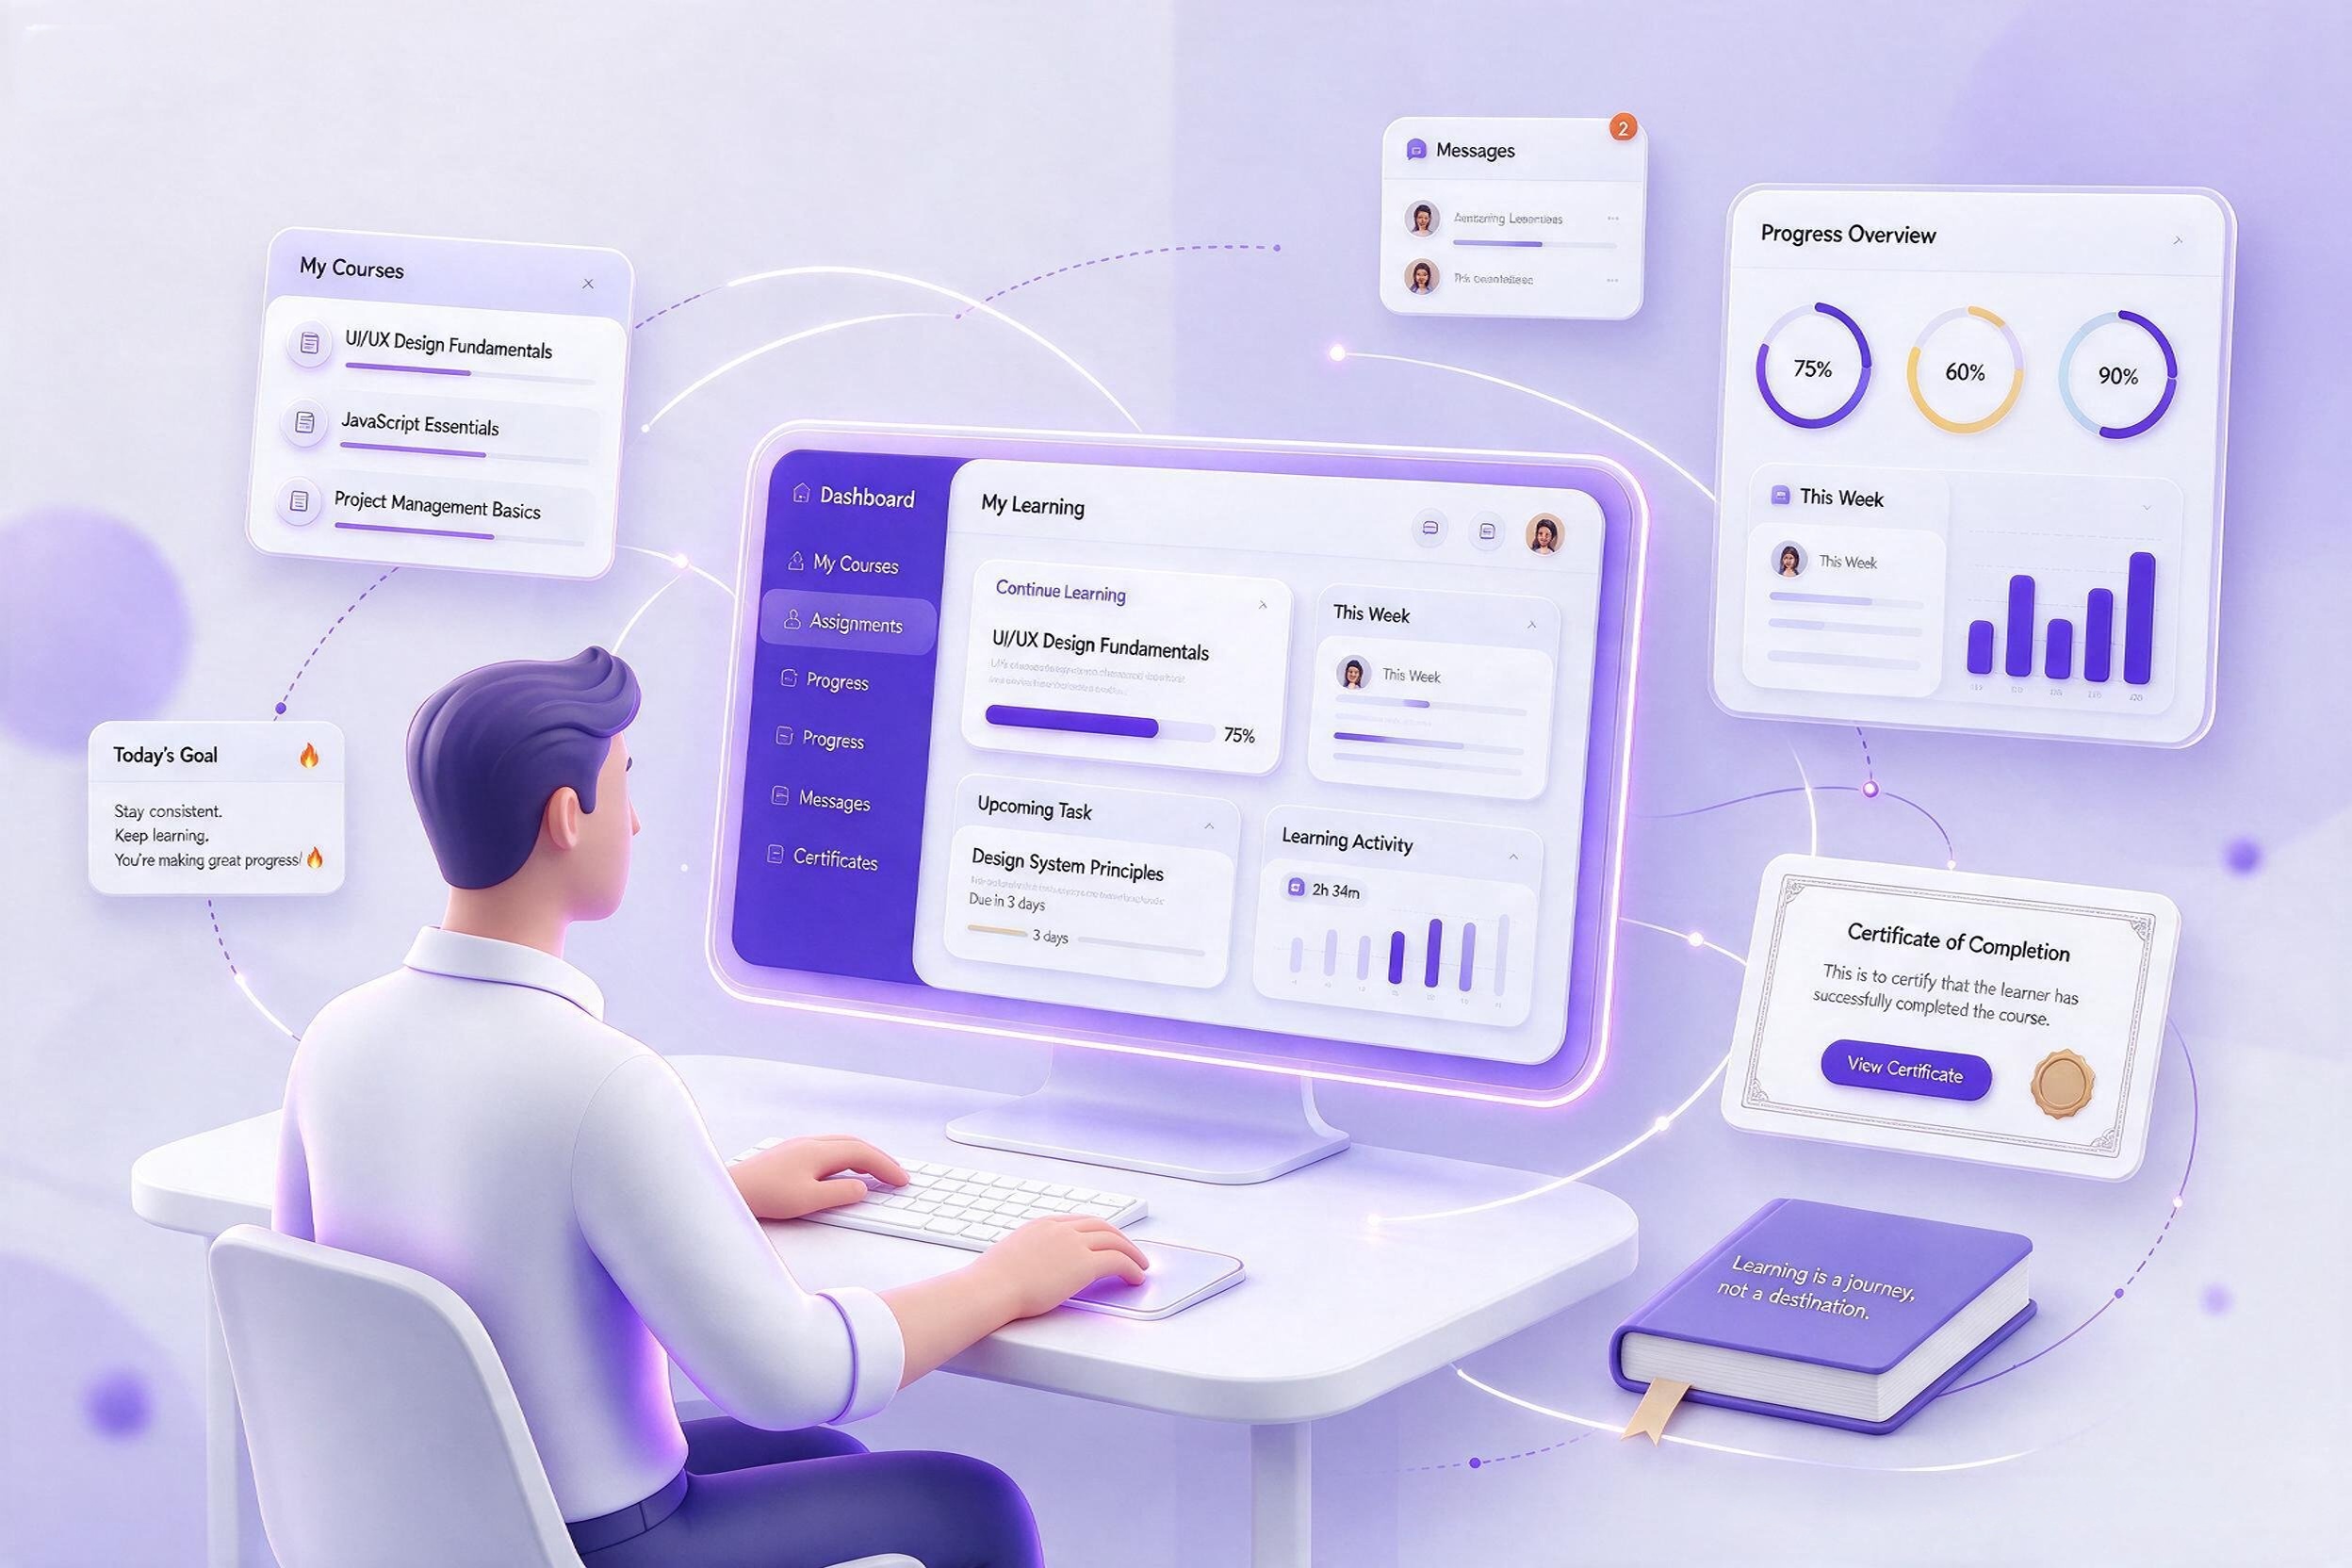 My Courses
UI/UX Design Fundamentals
JavaScript Essentials
Project Management Basics
Today's Goal
Stay consistent.
Keep learning.
You're making great progress!
Messages
2
Dashboard
My Courses
Assignments
Progress
Progress
Messages
Certificates
My Learning
Continue Learning
UI/UX Design Fundamentals
75%
This Week
This Week
Upcoming Task
Design System Principles
Due in 3 days
3 days
Learning Activity
2h 34m
Progress Overview
75%
60%
90%
This Week
This Week
Certificate of Completion
This is to certify that the learner has
successfully completed the course.
View Certificate
Learning is a journey,
not a destination.